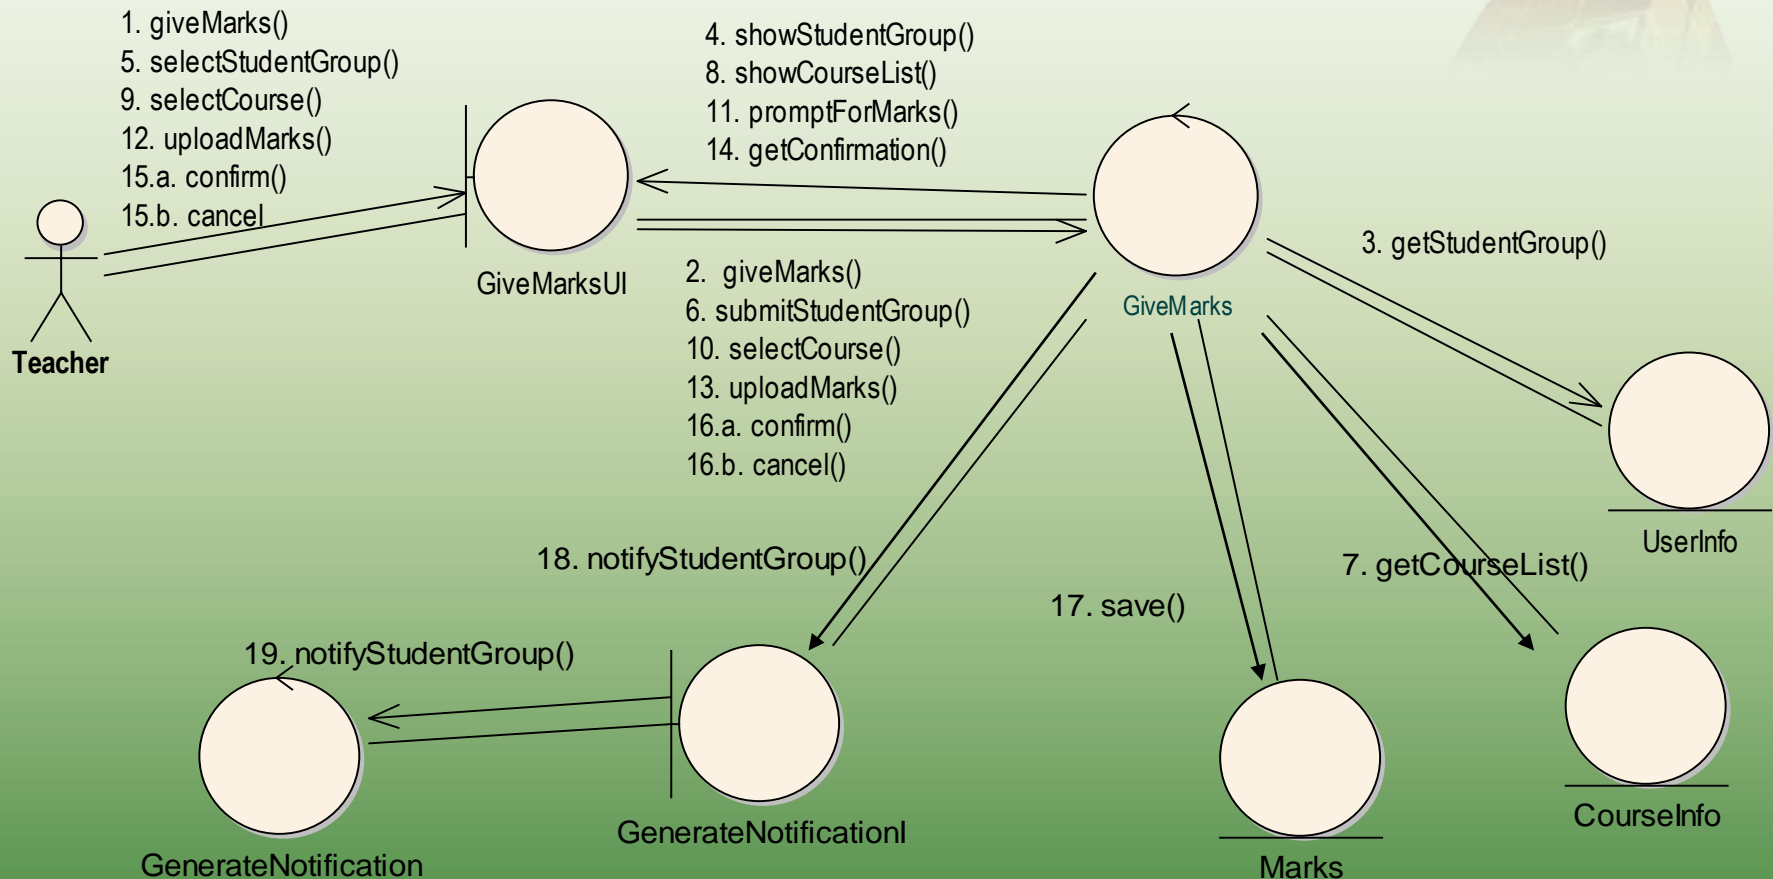 1. giveMarks()
5. selectStudentGroup()
9. selectCourse()
12. uploadMarks()
15.a. confirm()
15.b. cancel
Teacher
GiveMarksUI
4. showStudentGroup()
8. showCourseList()
11. promptForMarks()
14. getConfirmation()
2. giveMarks()
6. submitStudentGroup()
10. selectCourse()
13. uploadMarks()
16.a. confirm()
16.b. cancel()
GiveMarks
3. getStudentGroup()
UserInfo
7. getCourseList()
CourseInfo
17. save()
Marks
18. notifyStudentGroup()
GenerateNotificationI
19. notifyStudentGroup()
GenerateNotification